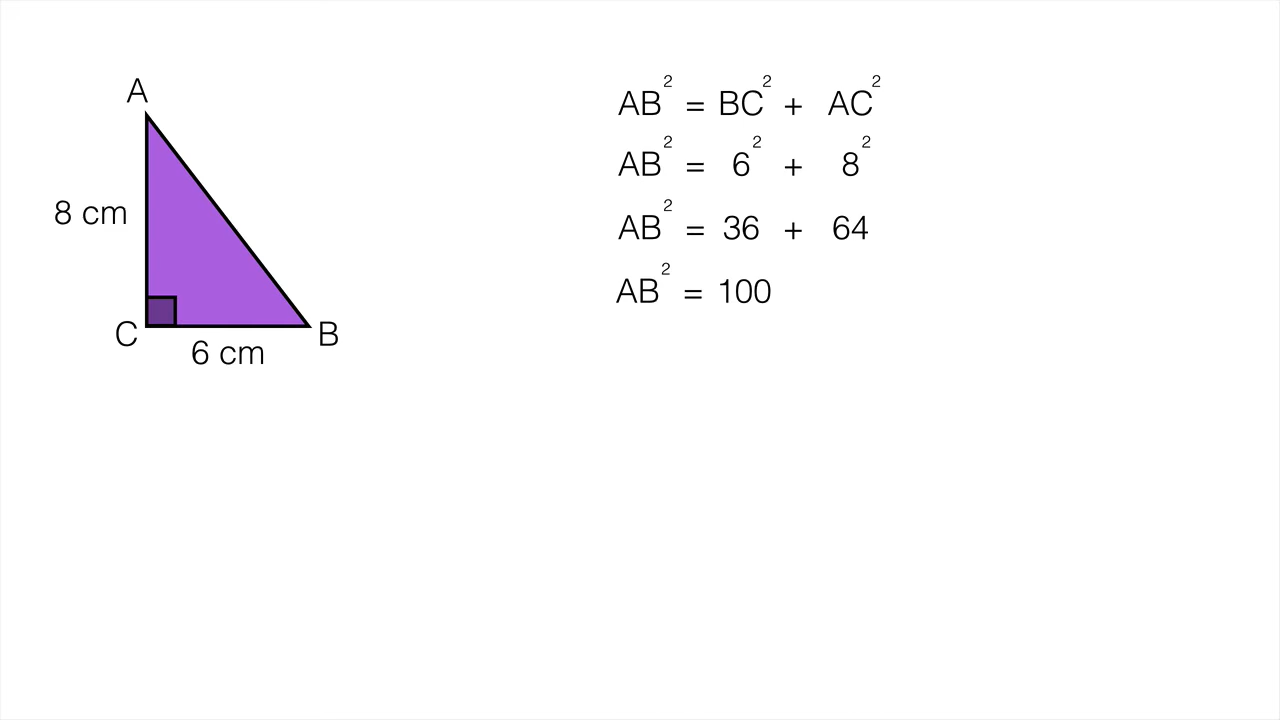 A
8 cm
C
B
6 cm
AB² = BC² + AC²
AB² = 6² + 8²
AB² = 36 + 64
AB² = 100